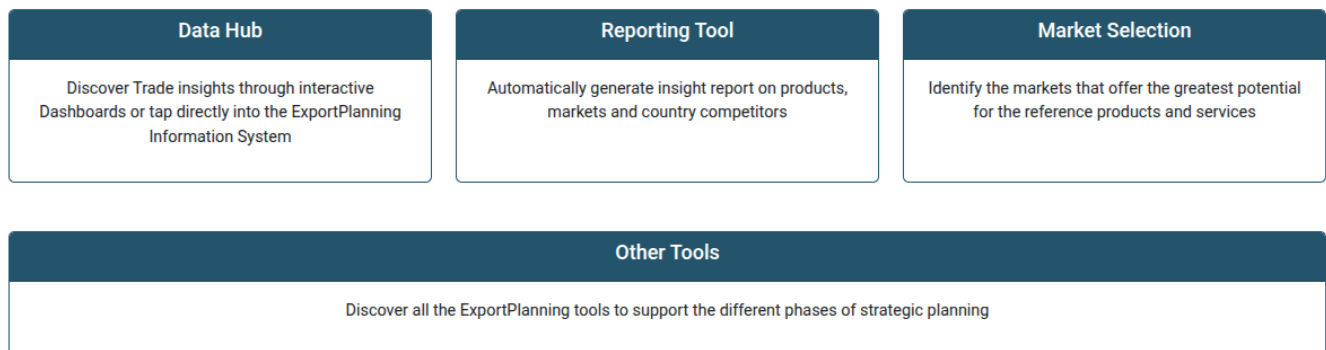 Data Hub
Discover Trade insights through interactive
Dashboards or tap directly into the ExportPlanning
Information System
Reporting Tool
Automatically generate insight report on products,
markets and country competitors
Market Selection
Identify the markets that offer the greatest potential
for the reference products and services
Other Tools
Discover all the ExportPlanning tools to support the different phases of strategic planning